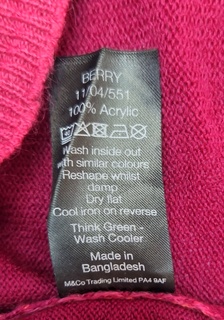 BERRY
11/04/551
100% Acrylic
Wash inside out
with similar colours
Reshape whilst
damp
Dry flat
Cool iron on reverse
Think Green -
Wash Cooler
Made in
Bangladesh
M&Co Trading Limited PA4 9AF